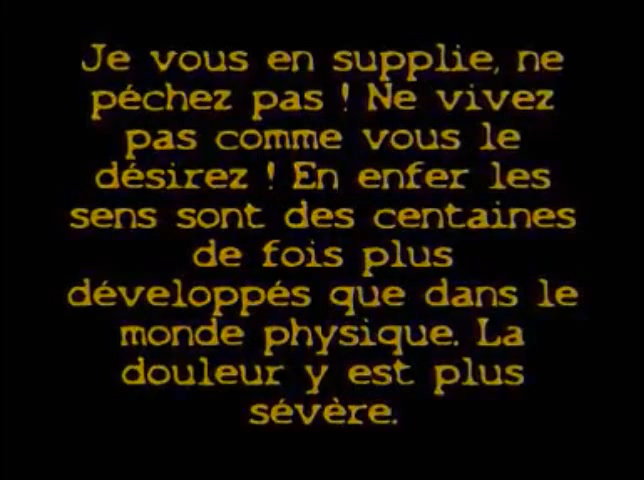 Je vous en supplie, ne
péchez pas ! Ne vivez
pas comme vous le
désirez ! En enfer les
sens sont des centaines
de fois plus
développés que dans le
monde physique. La
douleur y est plus
sévère.